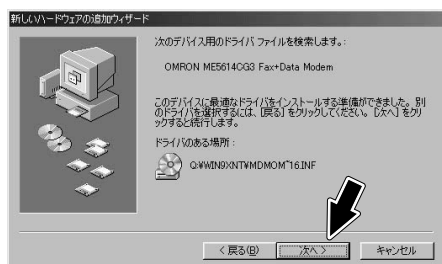 新しいハードウェアの追加ウィザード
次のデバイス用のドライバ ファイルを検索します。:
OMRON ME5614CG3 Fax+Data Modem
このデバイスに最適なドライバをインストールする準備ができました。別
のドライバを選択するには、[戻る] をクリックしてください。[次へ] をクリ
ックすると続行します。
ドライバのある場所:
Q:¥WIN9XNT¥MDMOM~16.INF
< 戻る(B)
次へ >
キャンセル